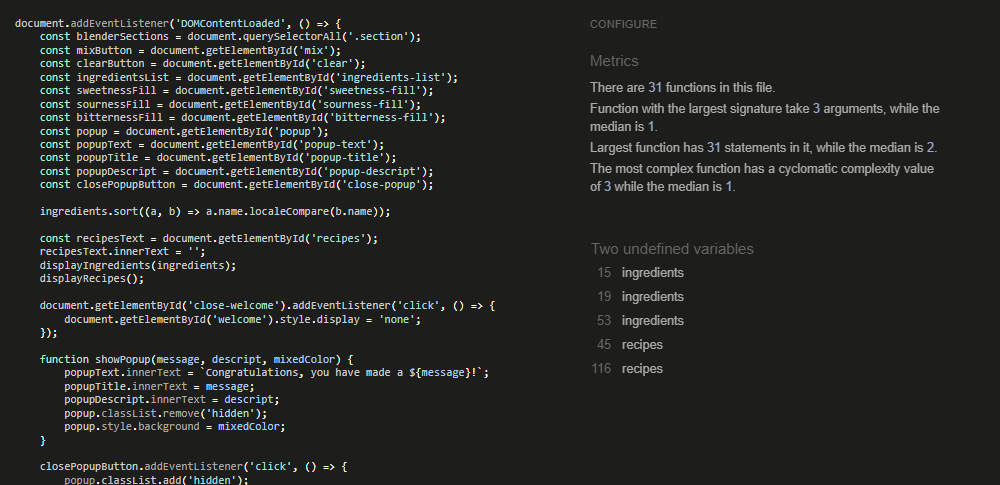 document.addEventListener('DOMContentLoaded', () => {
    const blenderSections = document.querySelectorAll('.section');
    const mixButton = document.getElementById('mix');
    const clearButton = document.getElementById('clear');
    const ingredientsList = document.getElementById('ingredients-list');
    const sweetnessFill = document.getElementById('sweetness-fill');
    const sournessFill = document.getElementById('sourness-fill');
    const bitternessFill = document.getElementById('bitterness-fill');
    const popup = document.getElementById('popup');
    const popupText = document.getElementById('popup-text');
    const popupTitle = document.getElementById('popup-title');
    const popupDescript = document.getElementById('popup-descript');
    const closePopupButton = document.getElementById('close-popup');

    ingredients.sort((a, b) => a.name.localeCompare(b.name));

    const recipesText = document.getElementById('recipes');
    recipesText.innerText = '';
    displayIngredients(ingredients);
    displayRecipes();

    document.getElementById('close-welcome').addEventListener('click', () => {
        document.getElementById('welcome').style.display = 'none';
    });

    function showPopup(message, descript, mixedColor) {
        popupText.innerText = `Congratulations, you have made a ${message}!`;
        popupTitle.innerText = message;
        popupDescript.innerText = descript;
        popup.classList.remove('hidden');
        popup.style.background = mixedColor;
    }

    closePopupButton.addEventListener('click', () => {
        popup.classList.add('hidden');
CONFIGURE
Metrics
There are 31 functions in this file.
Function with the largest signature take 3 arguments, while the
median is 1.
Largest function has 31 statements in it, while the median is 2.
The most complex function has a cyclomatic complexity value
of 3 while the median is 1.
Two undefined variables
15 ingredients
19 ingredients
53 ingredients
45 recipes
116 recipes